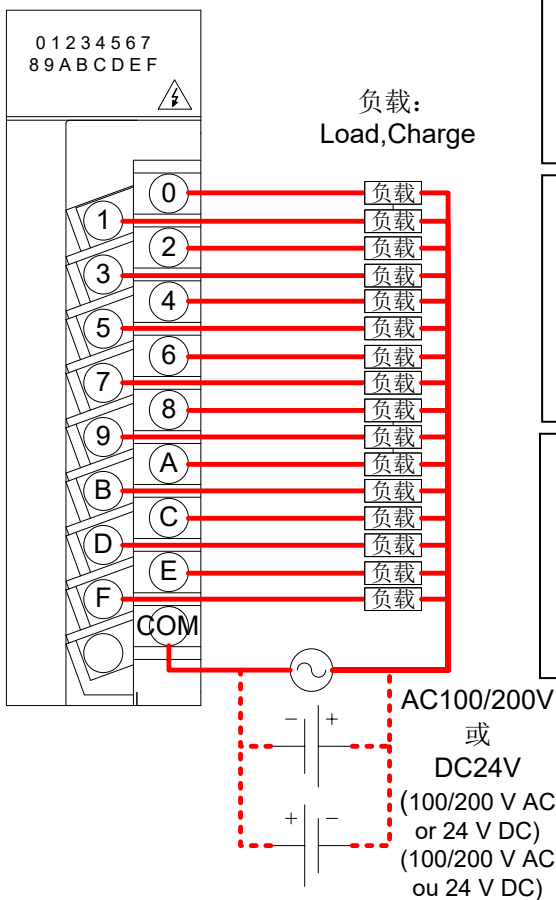 0 1 2 3 4 5 6 7
8 9 A B C D E F
负载：
Load,Charge
0 负载
1 负载
2 负载
3 负载
4 负载
5 负载
6 负载
7 负载
8 负载
9 负载
A 负载
B 负载
C 负载
D 负载
E 负载
F 负载
COM
AC100/200V
或
DC24V
(100/200 V AC
or 24 V DC)
(100/200 V AC
ou 24 V DC)
− +
+ −